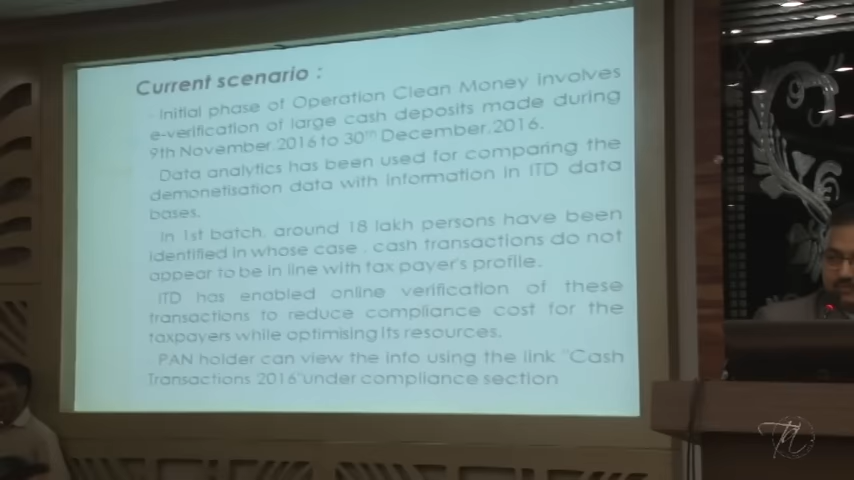 Current scenario :
Initial phase of Operation Clean Money involves
e-verification of large cash deposits made during
9th November 2016 to 30th December,2016.
Data analytics has been used for comparing the
demonetisation data with information in ITD data
bases.
In 1st batch, around 18 lakh persons have been
identified in whose case , cash transactions do not
appear to be in line with tax payer's profile.
ITD has enabled online verification of these
transactions to reduce compliance cost for the
taxpayers while optimising its resources.
PAN holder can view the info using the link "Cash
Transactions 2016"under compliance section